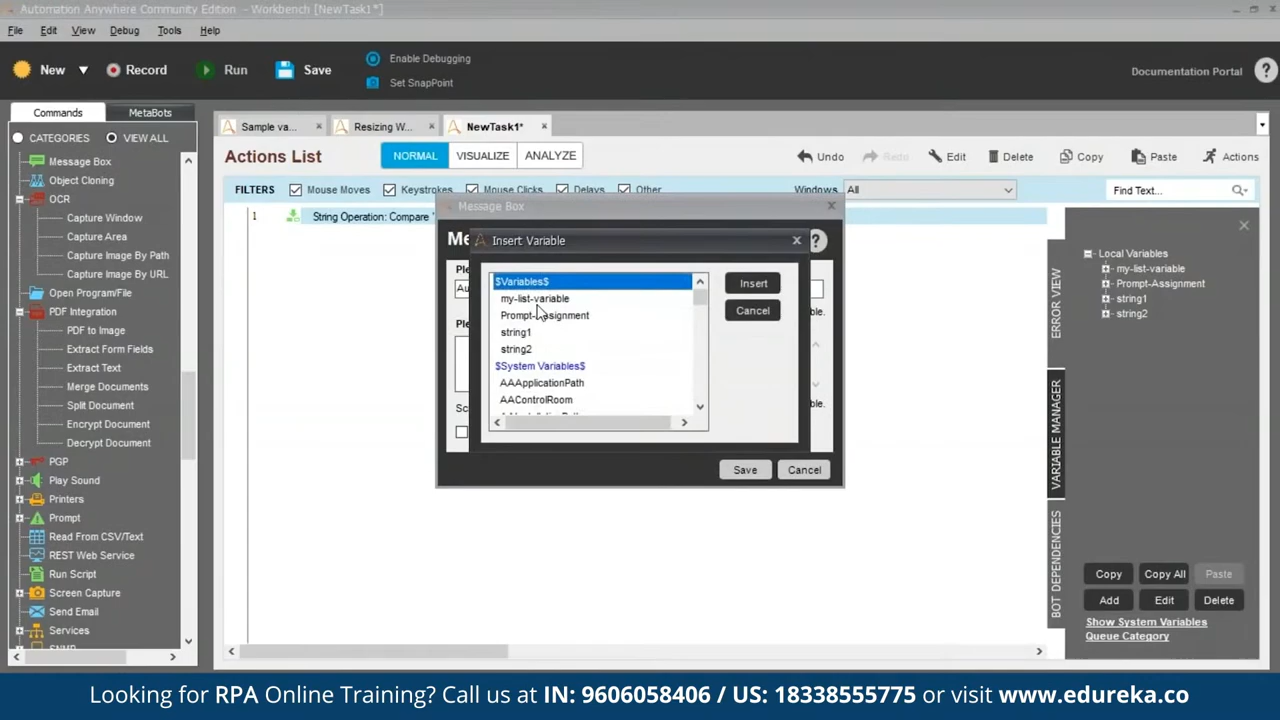 Automation Anywhere Community Edition - Workbench [NewTask1*]
File Edit View Debug Tools Help
New Record Run Save
Enable Debugging
Set SnapPoint
Documentation Portal ?
Commands MetaBots
CATEGORIES VIEW ALL
Message Box
Object Cloning
OCR
Capture Window
Capture Area
Capture Image By Path
Capture Image By URL
Open Program/File
PDF Integration
PDF to Image
Extract Form Fields
Extract Text
Merge Documents
Split Document
Encrypt Document
Decrypt Document
PGP
Play Sound
Printers
Prompt
Read From CSV/Text
REST Web Service
Run Script
Screen Capture
Send Email
Services
Sample va... Resizing W... NewTask1*
Actions List NORMAL VISUALIZE ANALYZE Undo Redo Edit Delete Copy Paste Actions
FILTERS Mouse Moves Keystrokes Mouse Clicks Delays Other Windows All Find Text...
1 String Operation: Compare
Message Box
Me
Insert Variable ?
Ple
Au
Ple
Sc
$Variables$
my-list-variable
Prompt-Assignment
string1
string2
$System Variables$
AAApplicationPath
AAControlRoom
Insert
Cancel
Save Cancel
ERROR VIEW
VARIABLE MANAGER
BOT DEPENDENCIES
Local Variables
my-list-variable
Prompt-Assignment
string1
string2
Copy Copy All Paste
Add Edit Delete
Show System Variables
Queue Category
Looking for RPA Online Training? Call us at IN: 9606058406 / US: 18338555775 or visit www.edureka.co